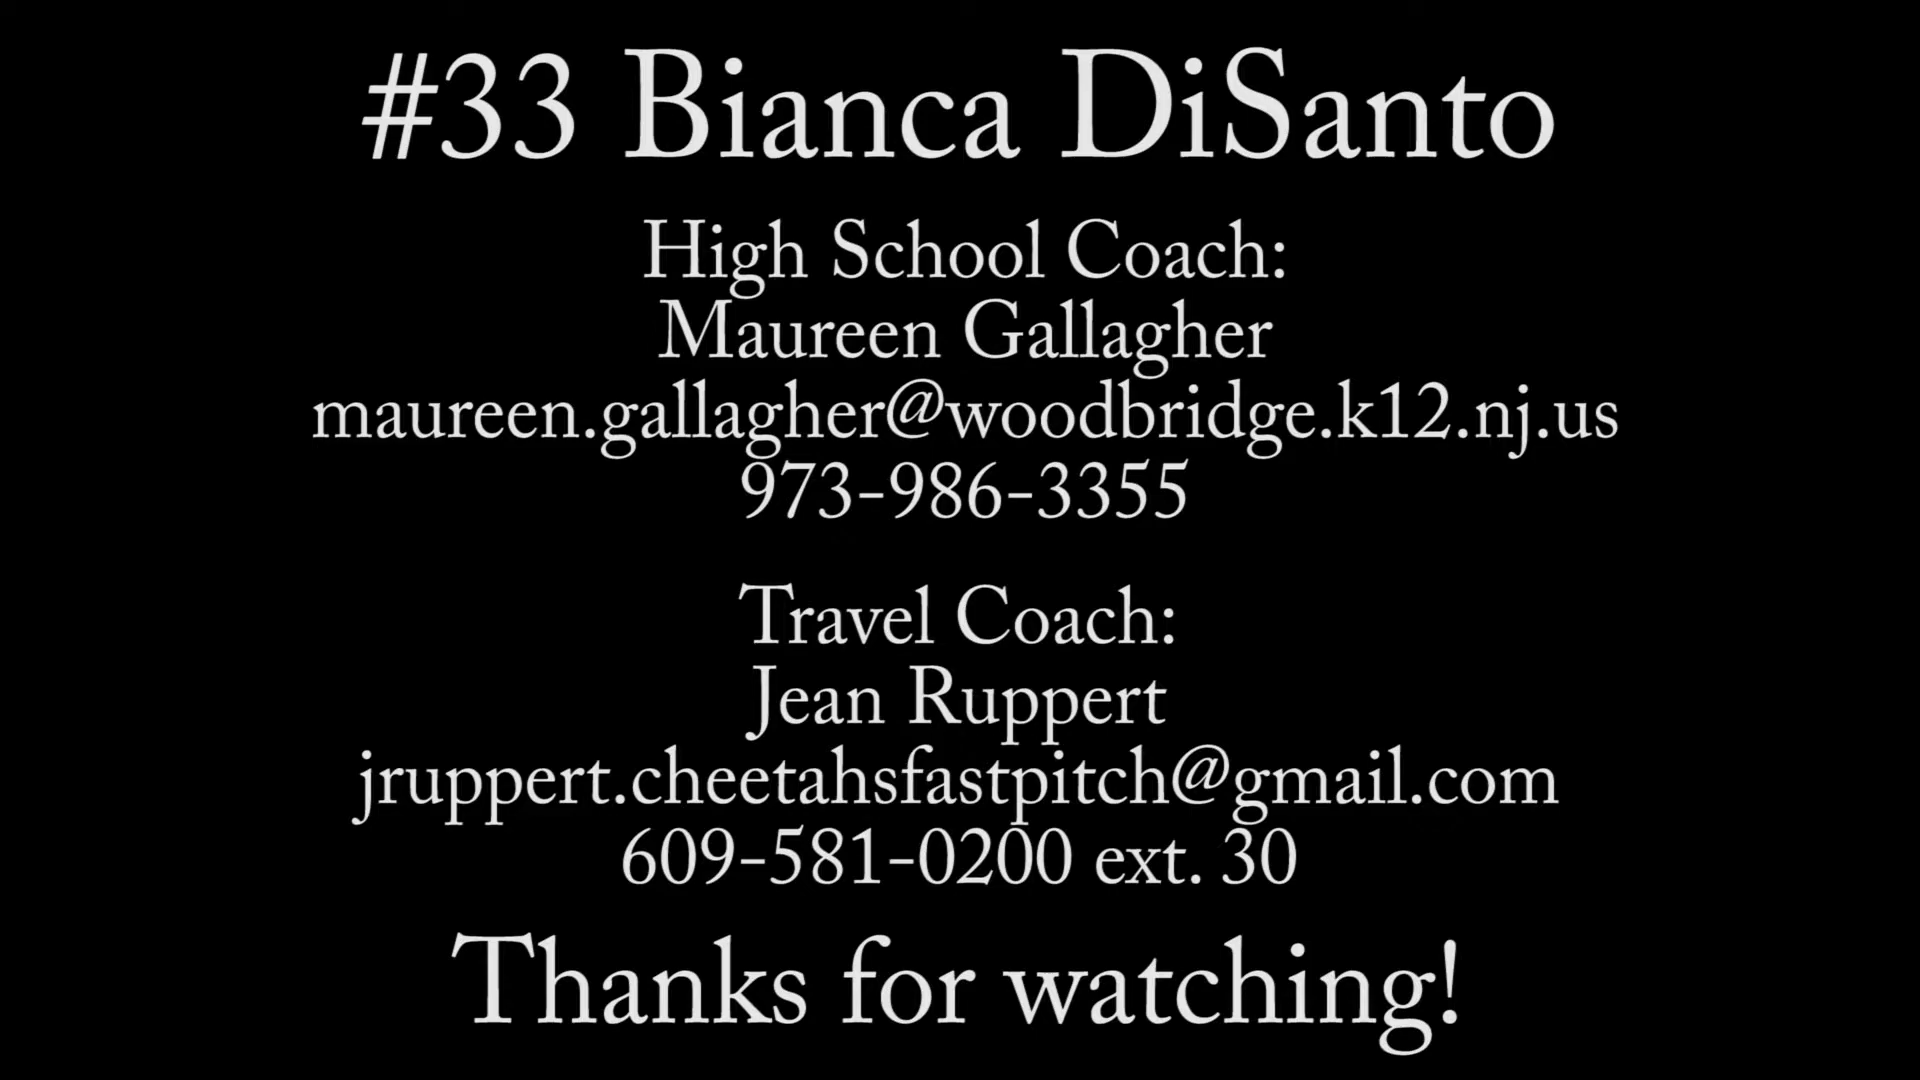 #33 Bianca DiSanto
High School Coach:
Maureen Gallagher
maureen.gallagher@woodbridge.k12.nj.us
973-986-3355
Travel Coach:
Jean Ruppert
jruppert.cheetahsfastpitch@gmail.com
609-581-0200 ext. 30
Thanks for watching!